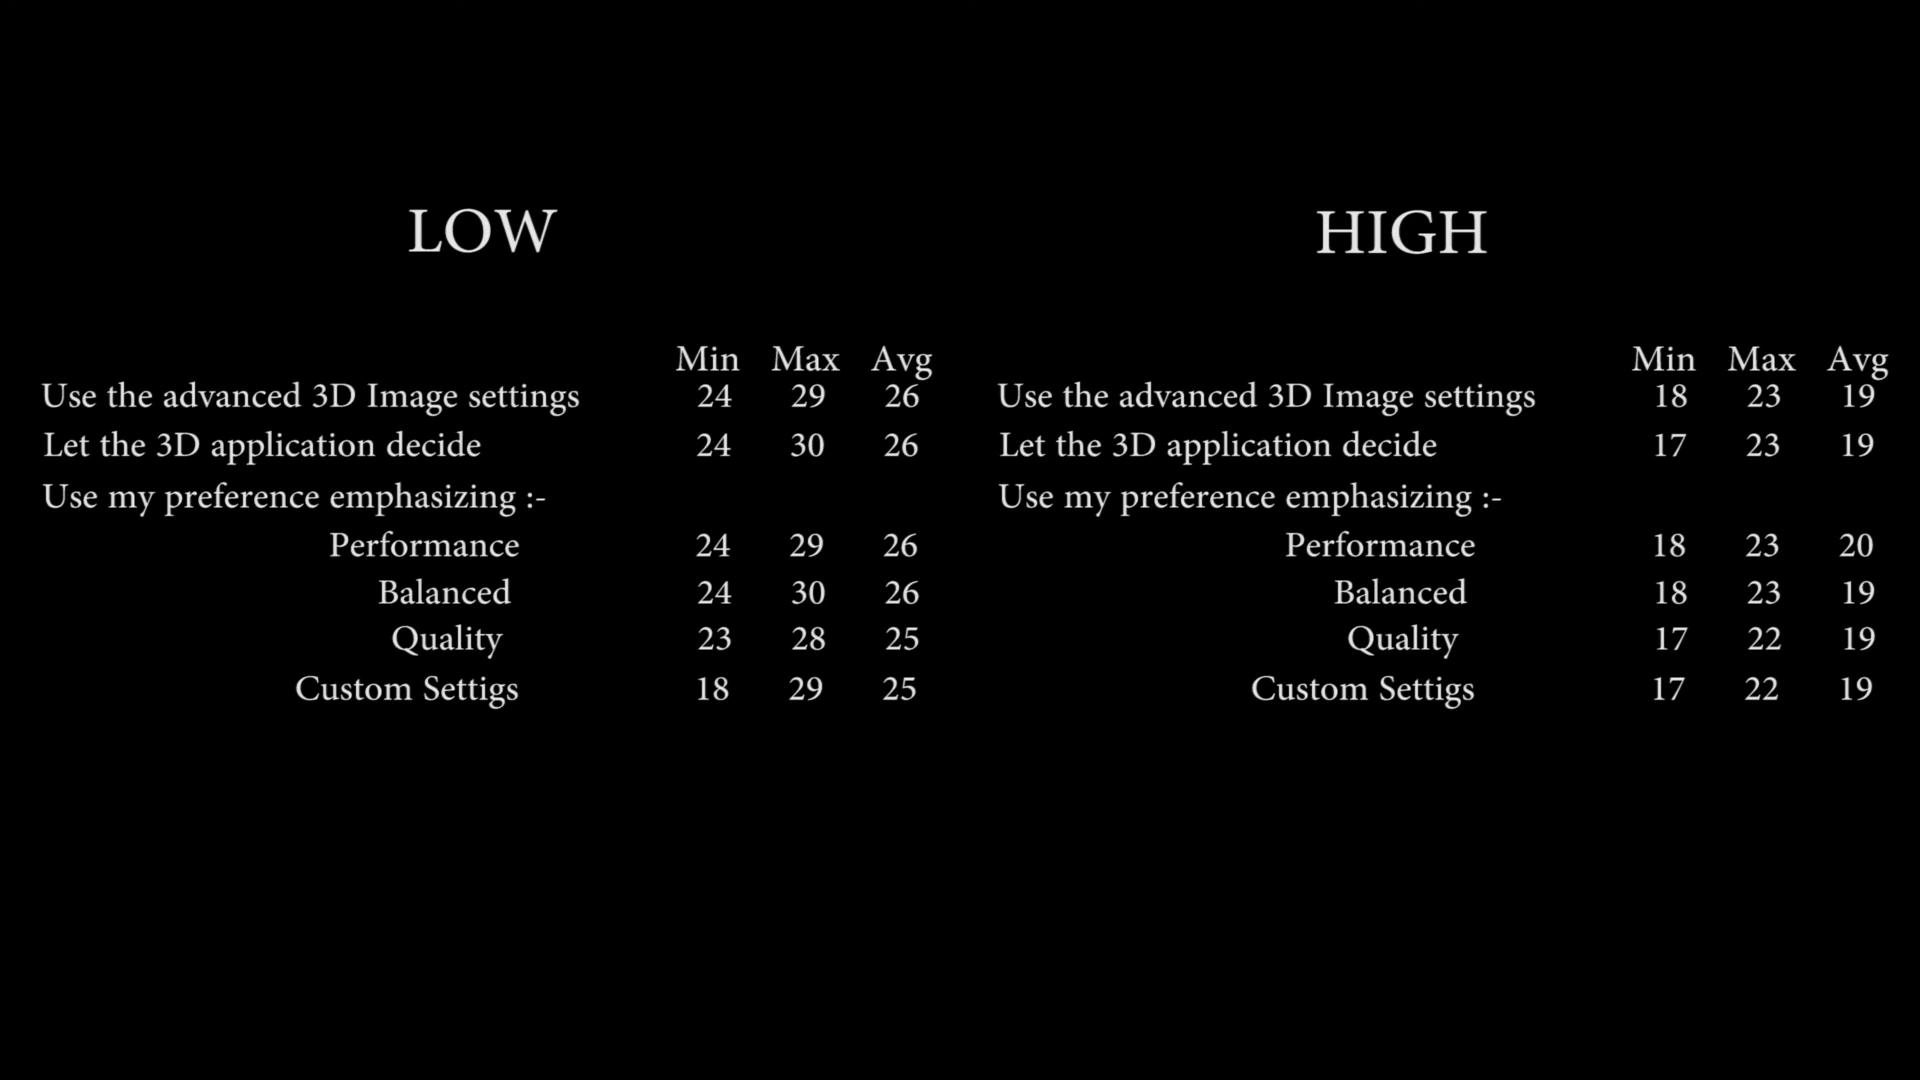 LOW
Min Max Avg
Use the advanced 3D Image settings 24 29 26
Let the 3D application decide 24 30 26
Use my preference emphasizing :-
Performance 24 29 26
Balanced 24 30 26
Quality 23 28 25
Custom Settigs 18 29 25
HIGH
Min Max Avg
Use the advanced 3D Image settings 18 23 19
Let the 3D application decide 17 23 19
Use my preference emphasizing :-
Performance 18 23 20
Balanced 18 23 19
Quality 17 22 19
Custom Settigs 17 22 19